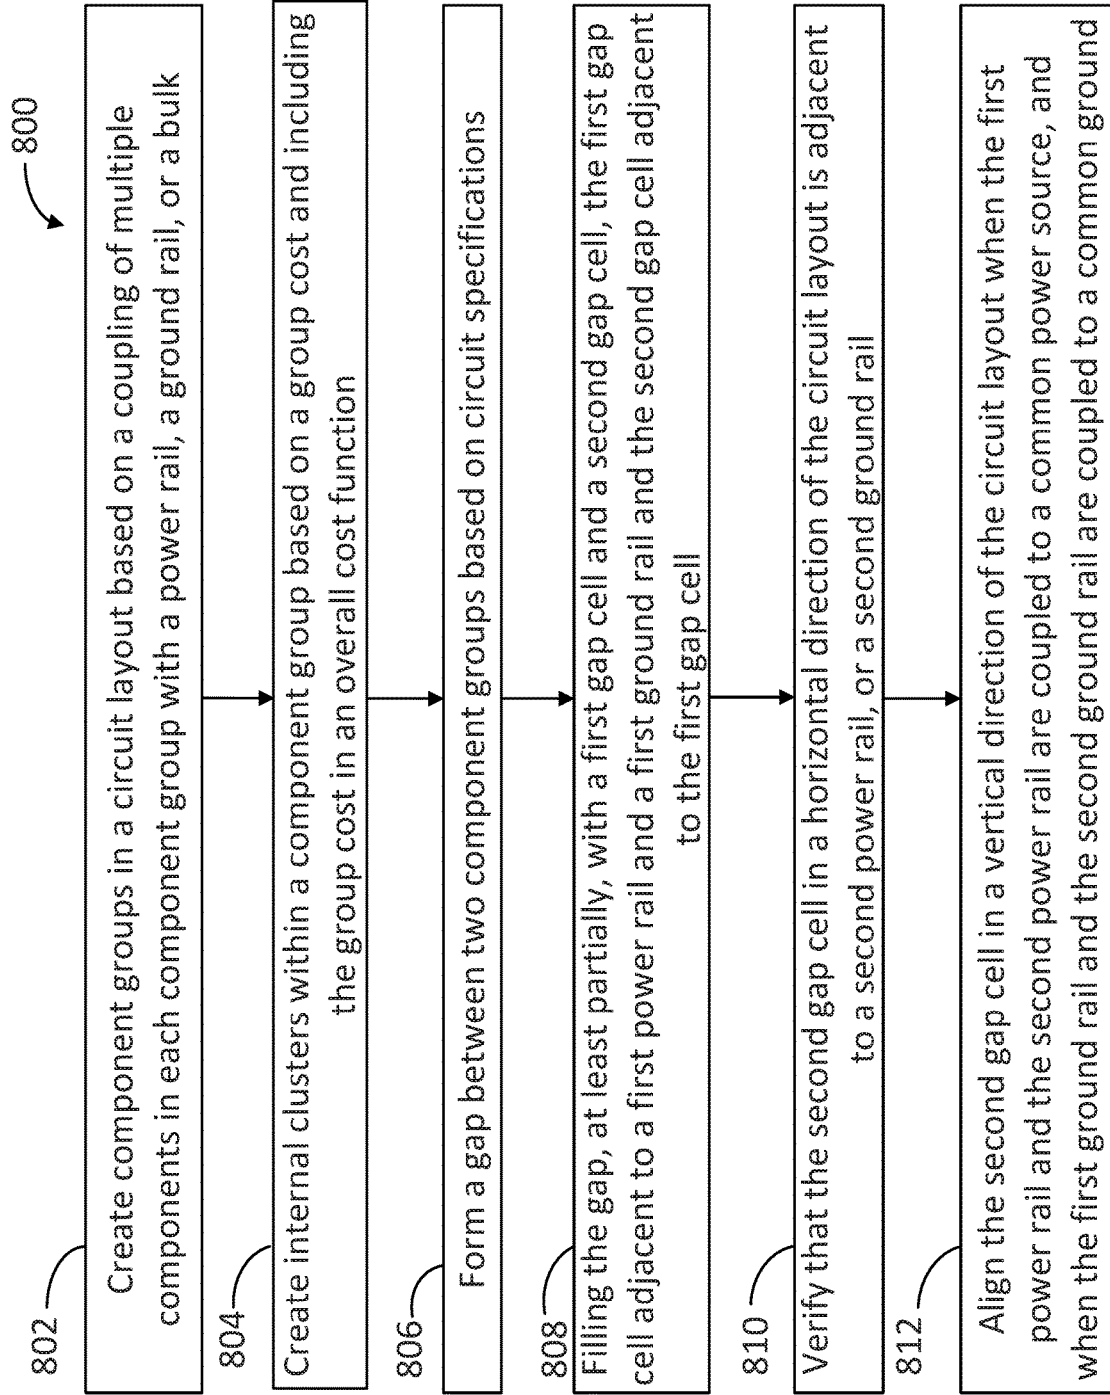 800
802
Create component groups in a circuit layout based on a coupling of multiple
components in each component group with a power rail, a ground rail, or a bulk
804
Create internal clusters within a component group based on a group cost and including
the group cost in an overall cost function
806
Form a gap between two component groups based on circuit specifications
808
Filling the gap, at least partially, with a first gap cell and a second gap cell, the first gap
cell adjacent to a first power rail and a first ground rail and the second gap cell adjacent
to the first gap cell
810
Verify that the second gap cell in a horizontal direction of the circuit layout is adjacent
to a second power rail, or a second ground rail
812
Align the second gap cell in a vertical direction of the circuit layout when the first
power rail and the second power rail are coupled to a common power source, and
when the first ground rail and the second ground rail are coupled to a common ground